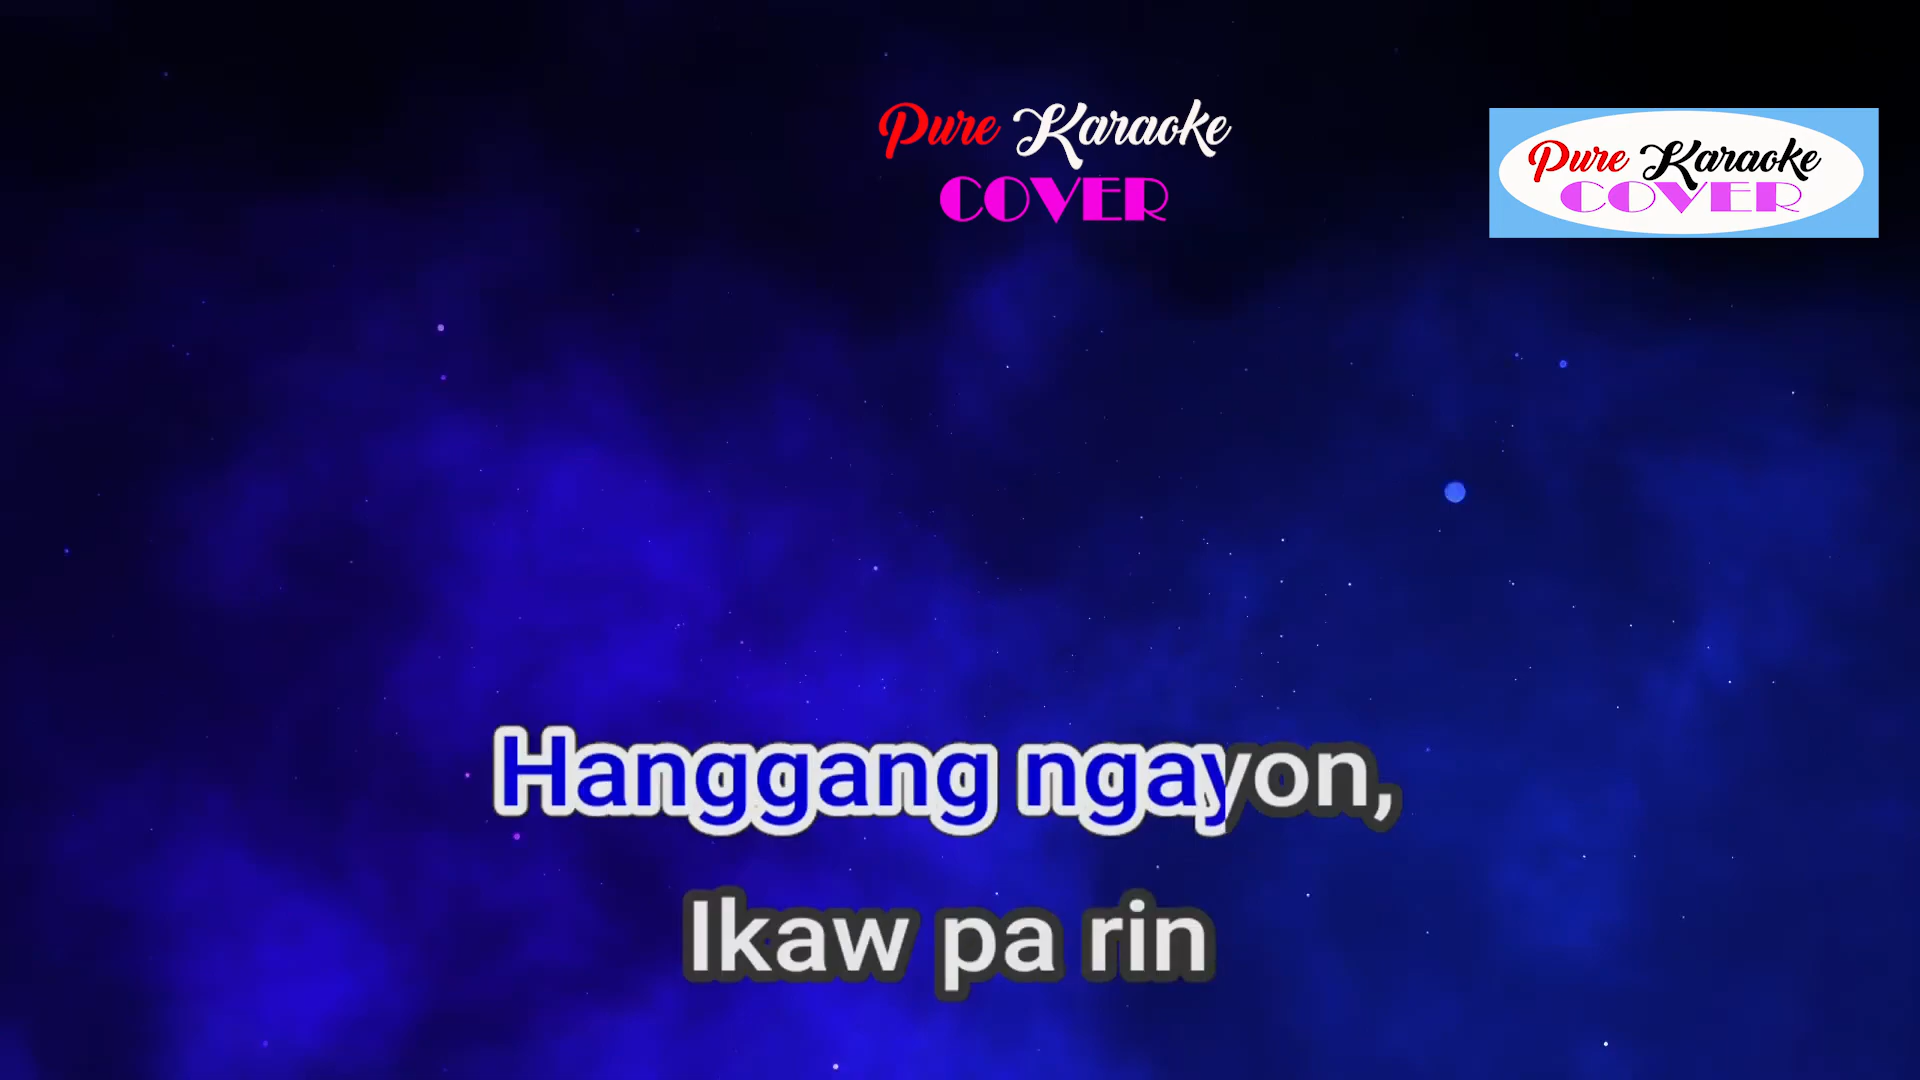 Pure Karaoke
COVER
Pure Karaoke
COVER
Hanggang ngayon,
Ikaw pa rin